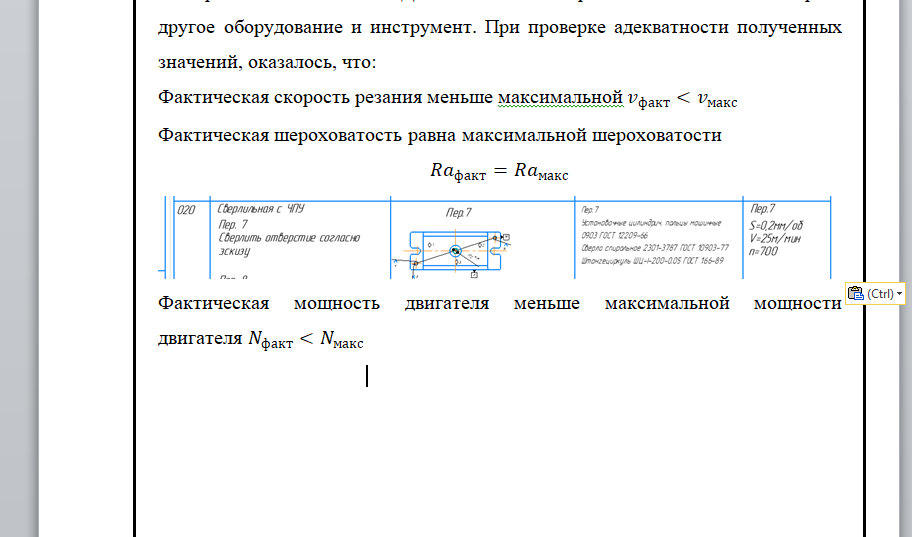 другое оборудование и инструмент. При проверке адекватности полученных
значений, оказалось, что:
Фактическая скорость резания меньше максимальной vфакт < vмакс
Фактическая шероховатость равна максимальной шероховатости
Raфакт = Raмакс
020
Сверлильная с ЧПУ
Пер. 7
Сверлить отверстие согласно
эскизу
Пер.7
Пер.7
Установочные цилиндрич. пальцы
0903 ГОСТ 12209-66
Сверло спиральное 2301-3787 ГОСТ 10903-77
Штангенциркуль ШЦ-I-200-0.05 ГОСТ 166-89
Пер.7
S=0,2мм/об
V=25м/мин
n=700
Фактическая мощность двигателя меньше максимальной мощности
двигателя Nфакт < Nмакс
(Ctrl)